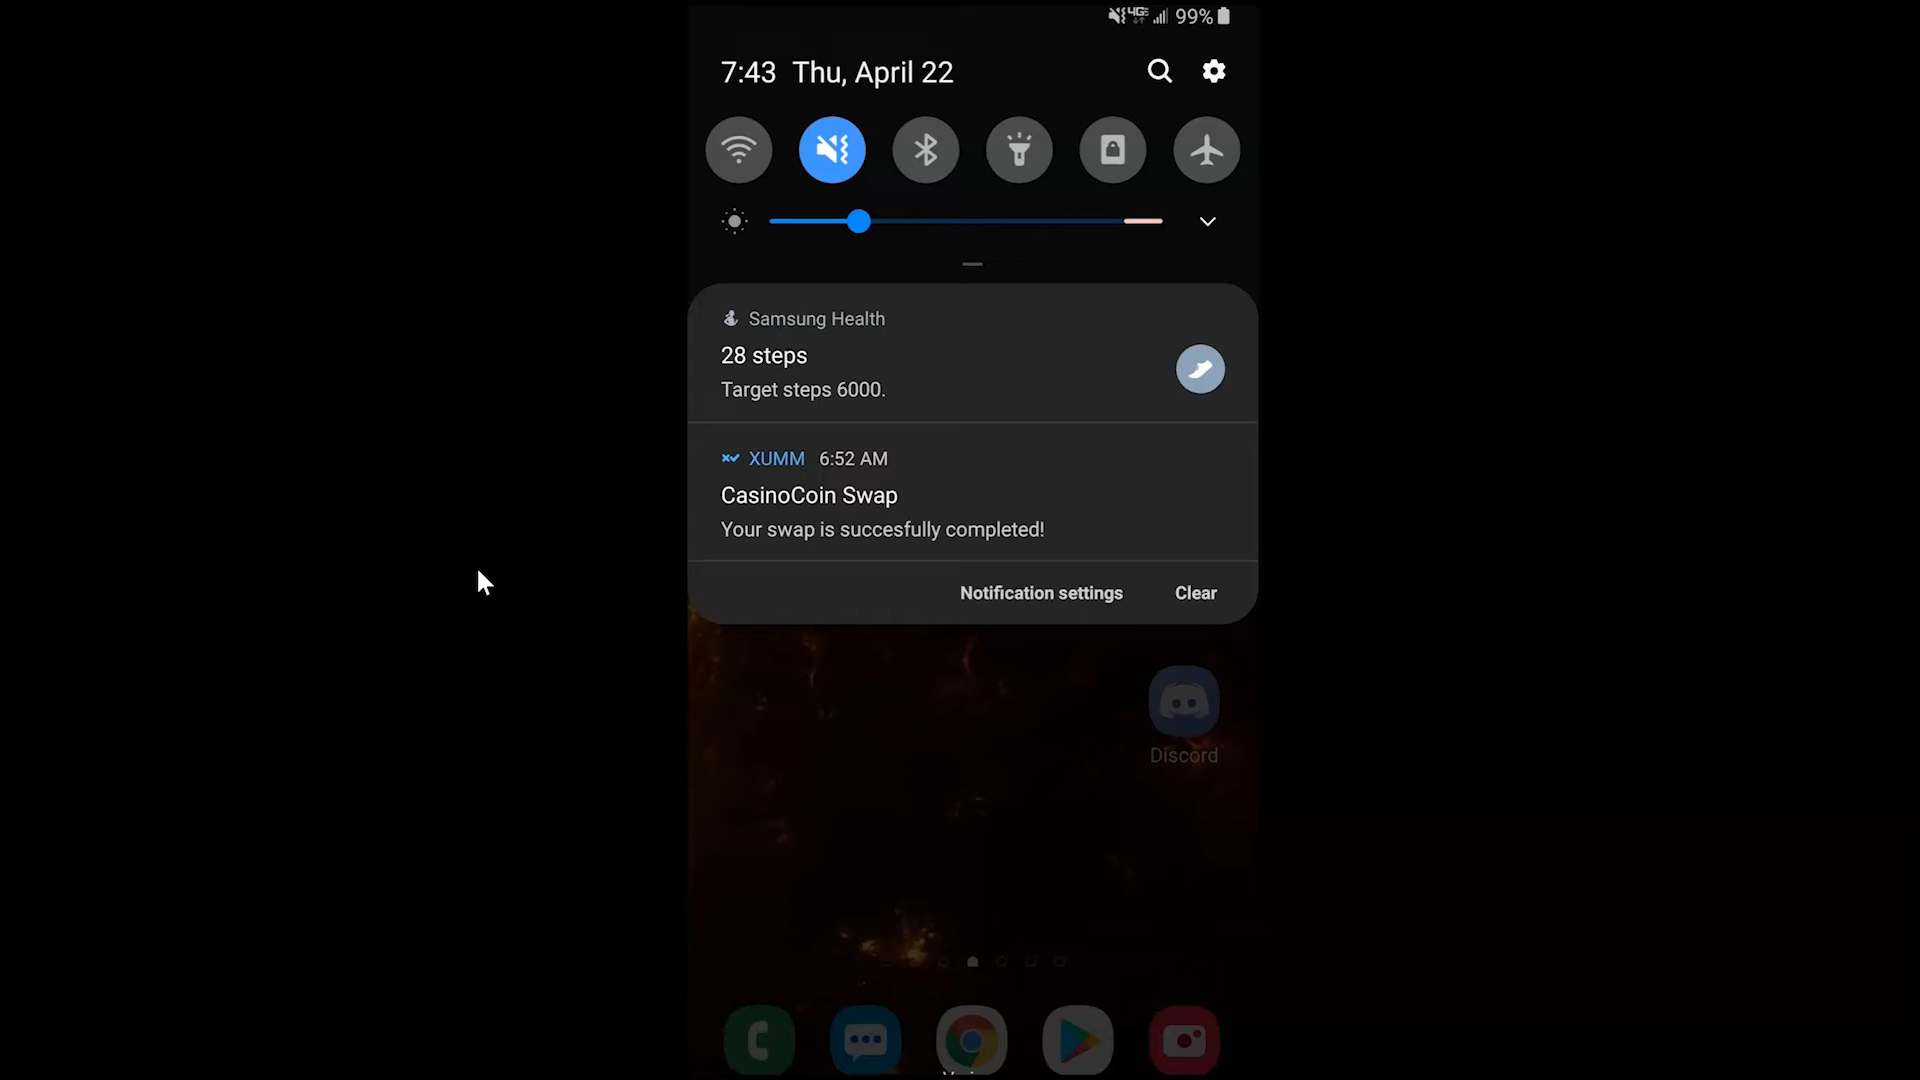 4GE 99%
7:43 Thu, April 22
Samsung Health
28 steps
Target steps 6000.
XUMM 6:52 AM
CasinoCoin Swap
Your swap is succesfully completed!
Notification settings Clear
Discord